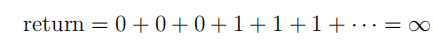 return = 0 + 0 + 0 + 1 + 1 + 1 + ··· = ∞